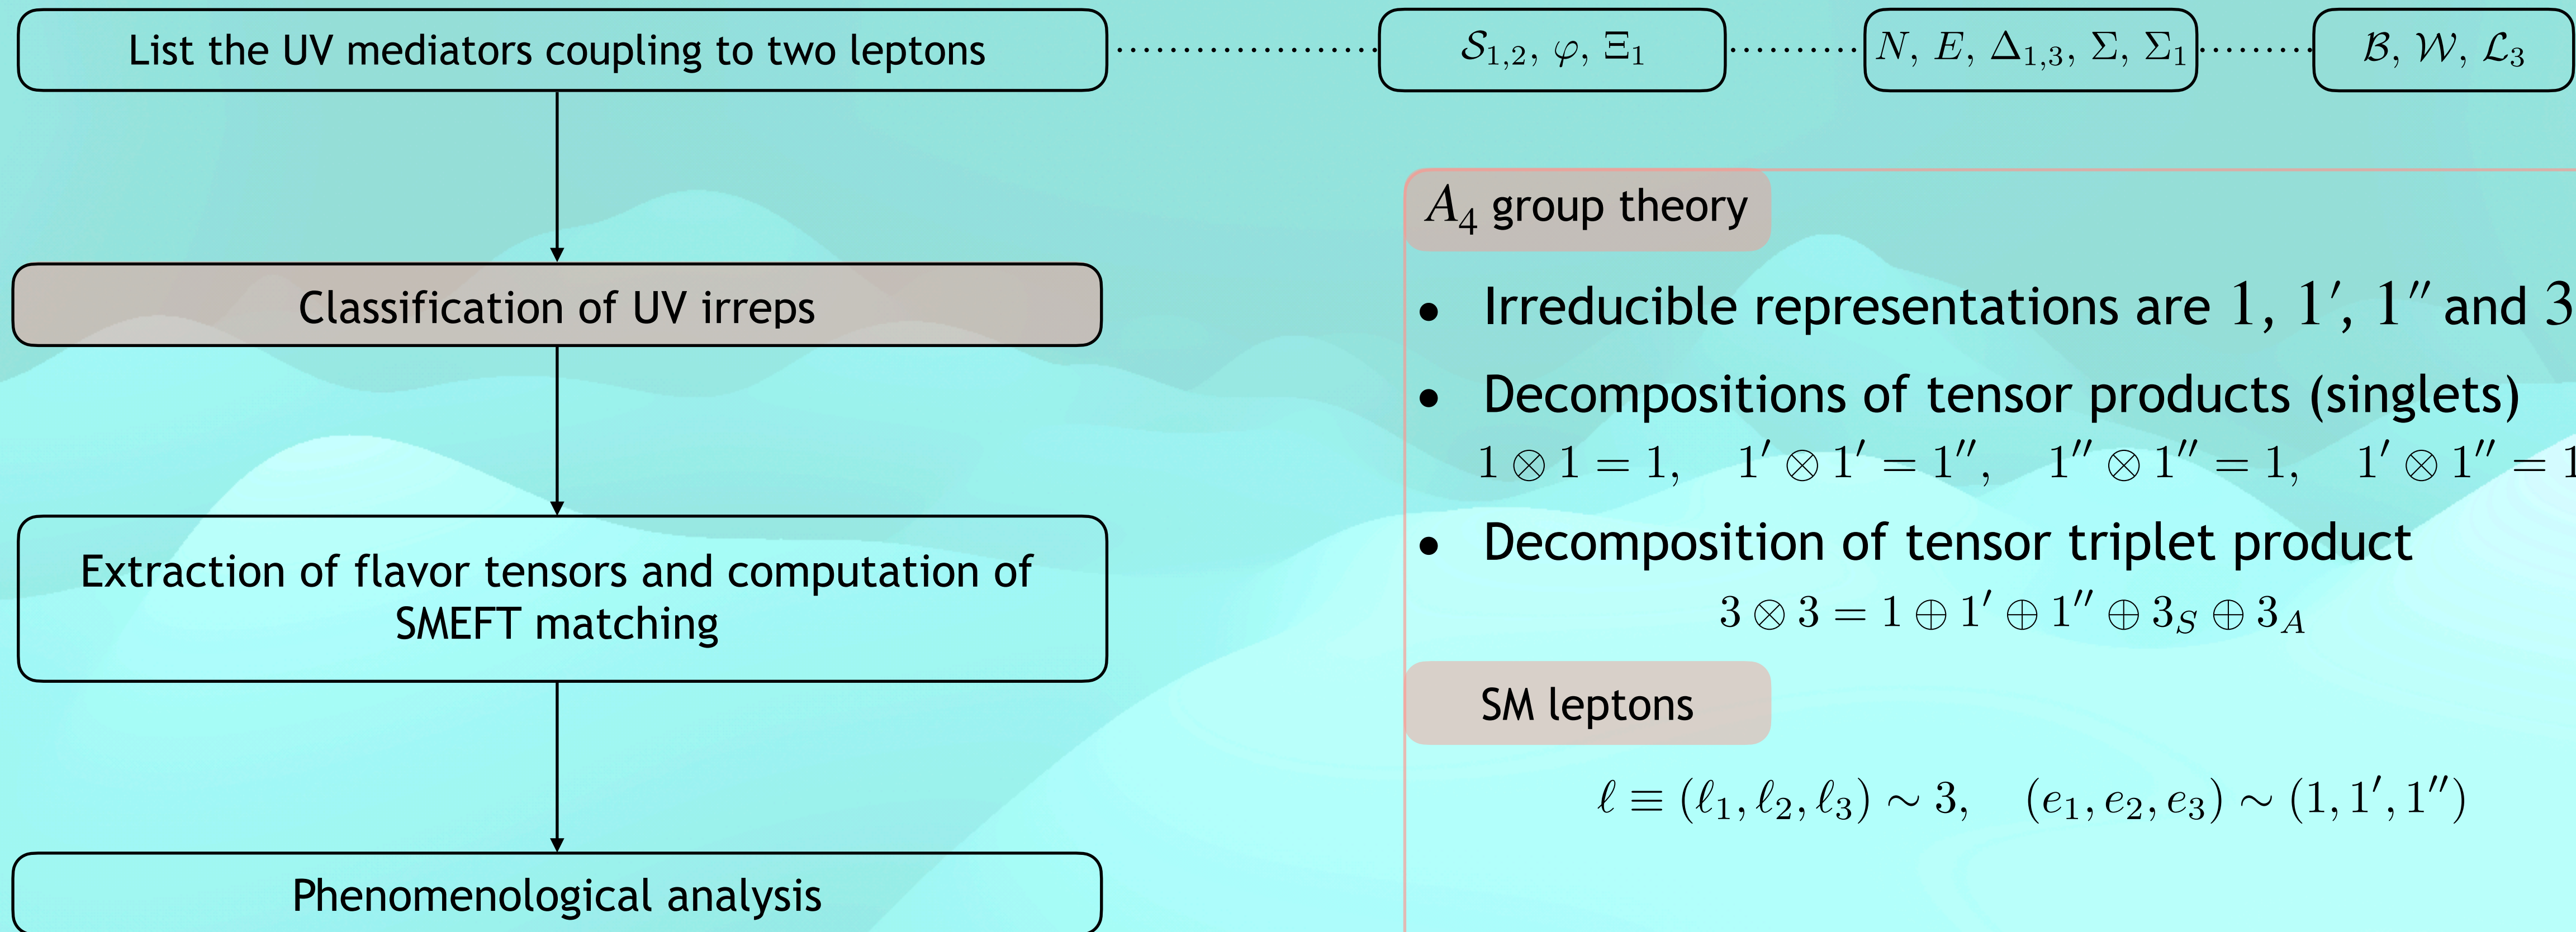 List the UV mediators coupling to two leptons
𝒮₁,₂, φ, Ξ₁
N, E, Δ₁,₃, Σ, Σ₁
ℬ, 𝒲, ℒ₃
Classification of UV irreps
Extraction of flavor tensors and computation of
SMEFT matching
Phenomenological analysis
A₄ group theory
• Irreducible representations are 1, 1′, 1″ and 3
• Decompositions of tensor products (singlets)
1 ⊗ 1 = 1, 1′ ⊗ 1′ = 1″, 1″ ⊗ 1″ = 1, 1′ ⊗ 1″ = 1
• Decomposition of tensor triplet product
3 ⊗ 3 = 1 ⊕ 1′ ⊕ 1″ ⊕ 3_S ⊕ 3_A
SM leptons
ℓ ≡ (ℓ₁, ℓ₂, ℓ₃) ∼ 3, (e₁, e₂, e₃) ∼ (1, 1′, 1″)